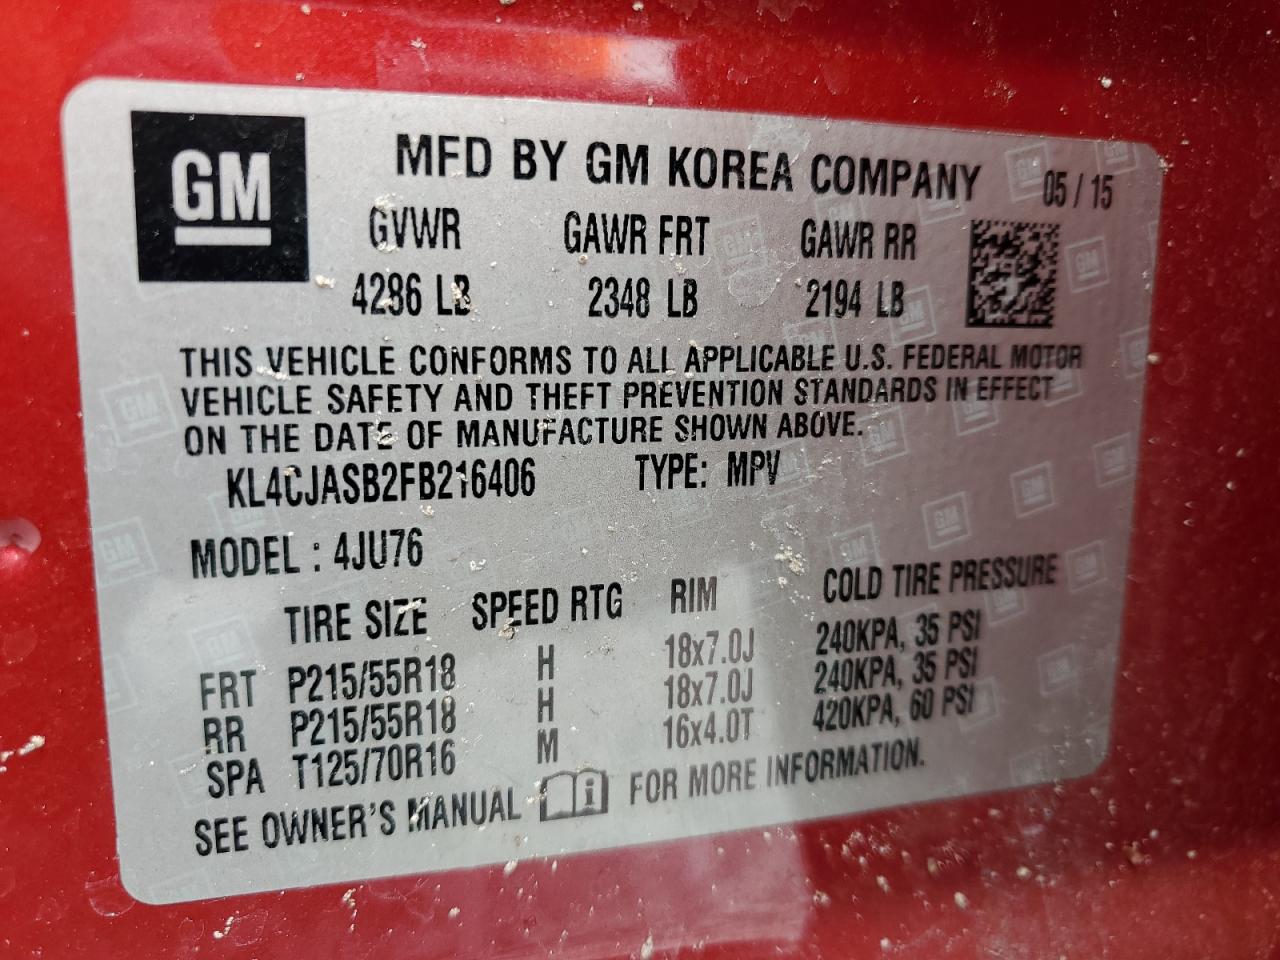 GM
MFD BY GM KOREA COMPANY 05 / 15
GVWR GAWR FRT GAWR RR
4286 LB 2348 LB 2194 LB
THIS VEHICLE CONFORMS TO ALL APPLICABLE U.S. FEDERAL MOTOR
VEHICLE SAFETY AND THEFT PREVENTION STANDARDS IN EFFECT
ON THE DATE OF MANUFACTURE SHOWN ABOVE.
KL4CJASB2FB216406 TYPE: MPV
MODEL : 4JU76
TIRE SIZE SPEED RTG RIM COLD TIRE PRESSURE
FRT P215/55R18 H 18x7.0J 240KPA, 35 PSI
RR P215/55R18 H 18x7.0J 240KPA, 35 PSI
SPA T125/70R16 M 16x4.0T 420KPA, 60 PSI
SEE OWNER'S MANUAL i FOR MORE INFORMATION.